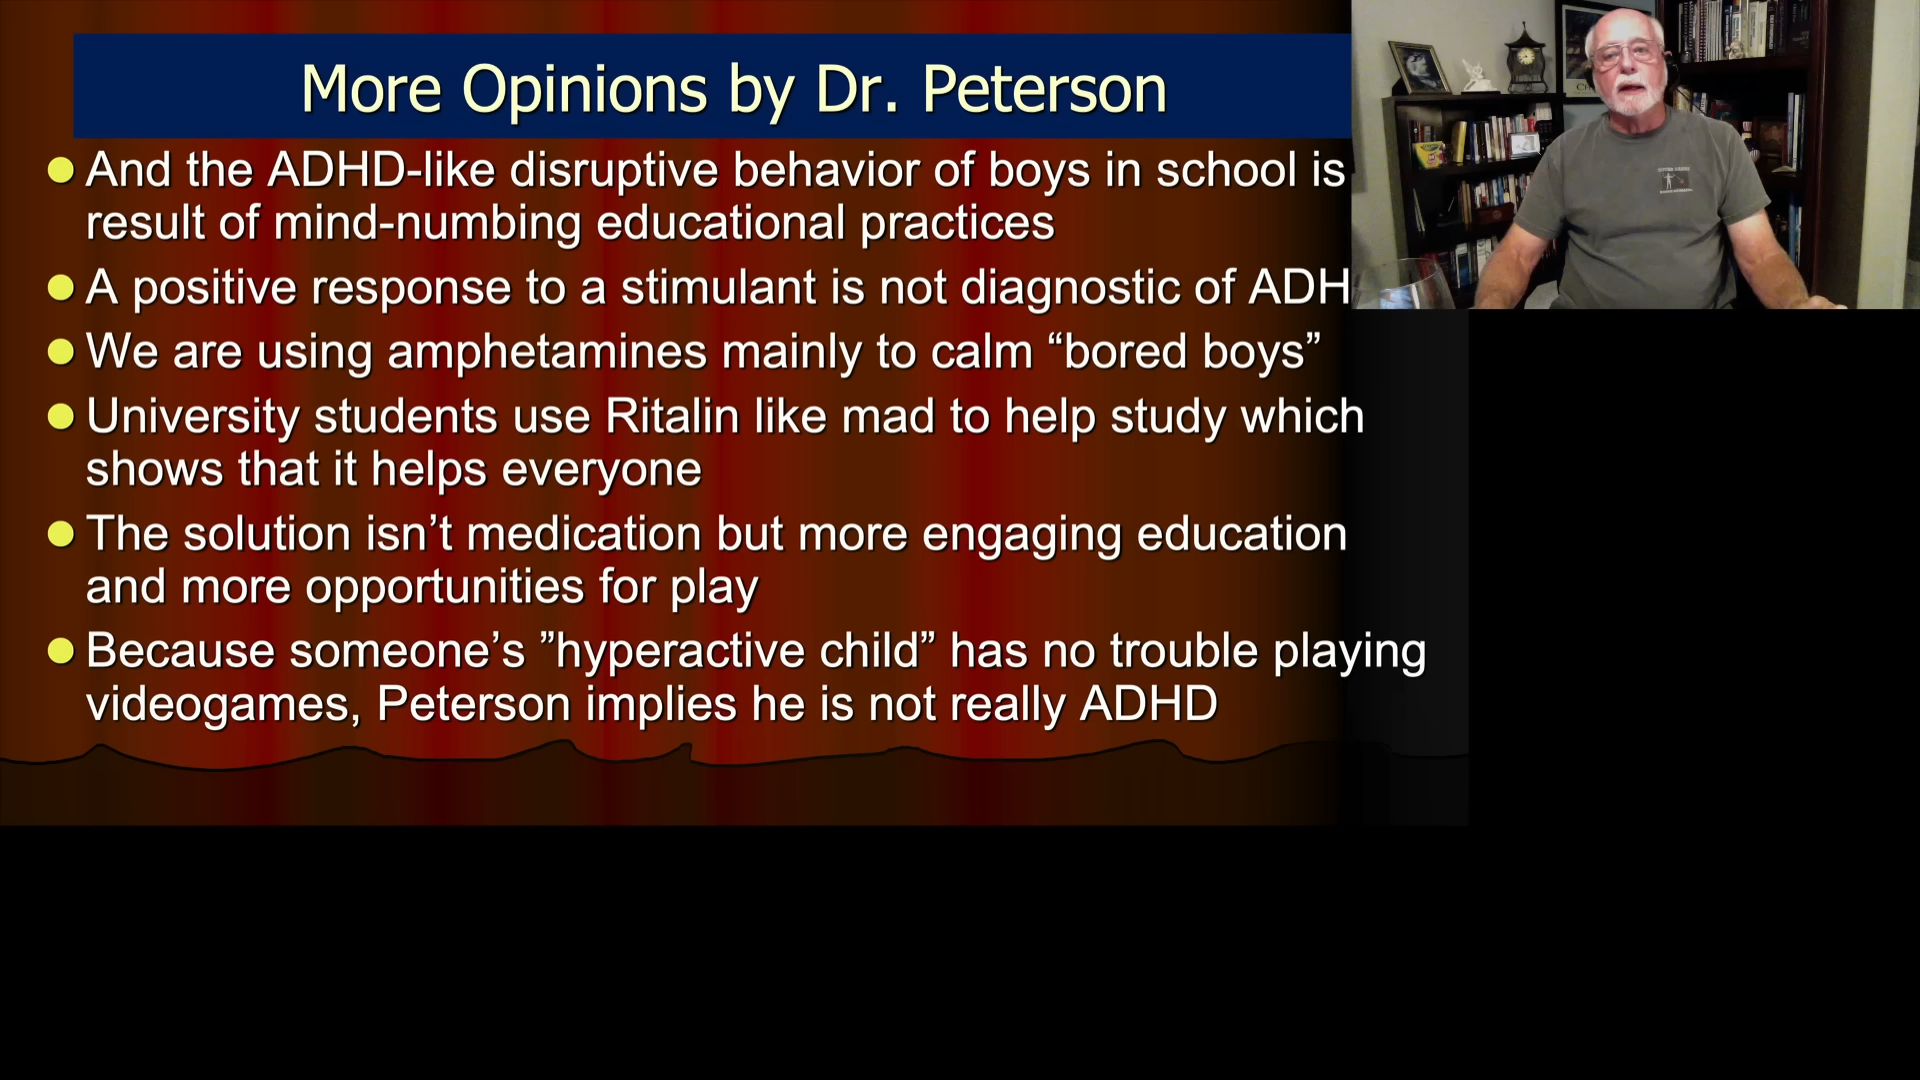 More Opinions by Dr. Peterson
And the ADHD-like disruptive behavior of boys in school is
result of mind-numbing educational practices
A positive response to a stimulant is not diagnostic of ADH
We are using amphetamines mainly to calm “bored boys”
University students use Ritalin like mad to help study which
shows that it helps everyone
The solution isn’t medication but more engaging education
and more opportunities for play
Because someone’s ”hyperactive child” has no trouble playing
videogames, Peterson implies he is not really ADHD